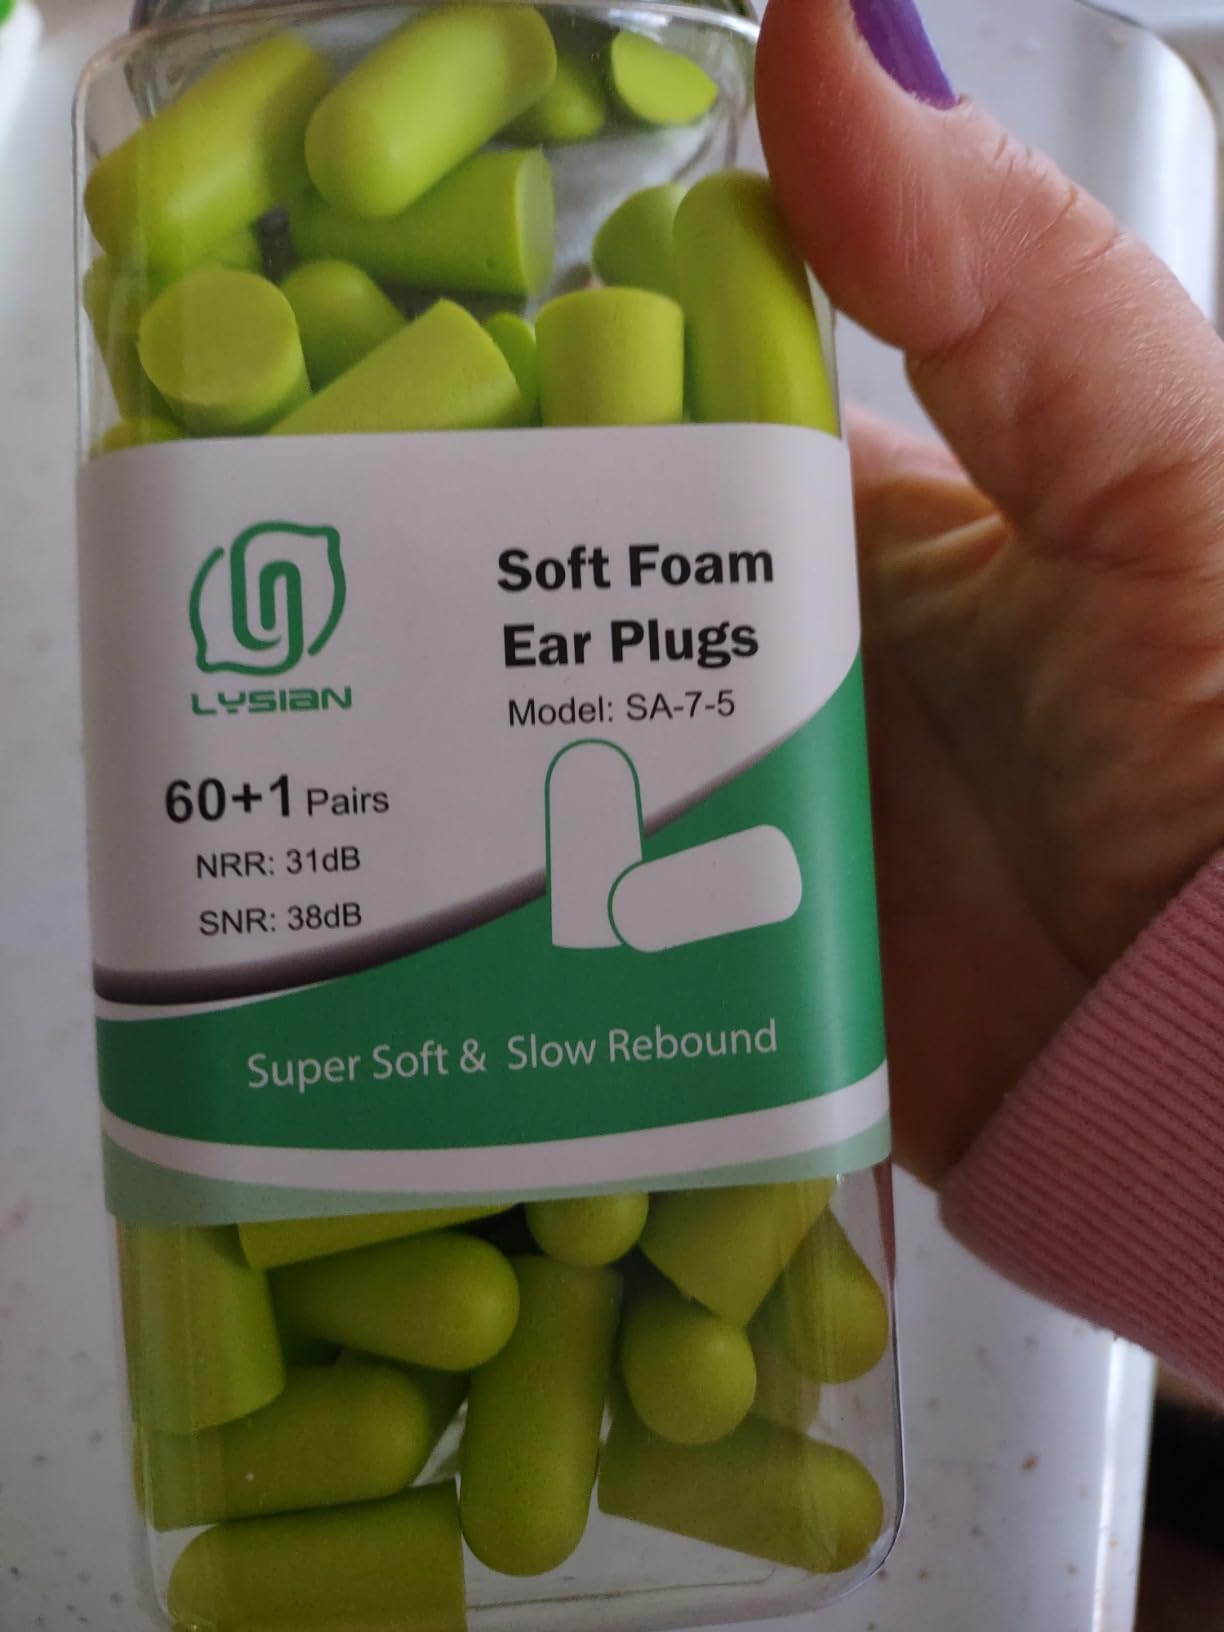 LYSIAN
Soft Foam
Ear Plugs
Model: SA-7-5
60+1 Pairs
NRR: 31dB
SNR: 38dB
Super Soft & Slow Rebound